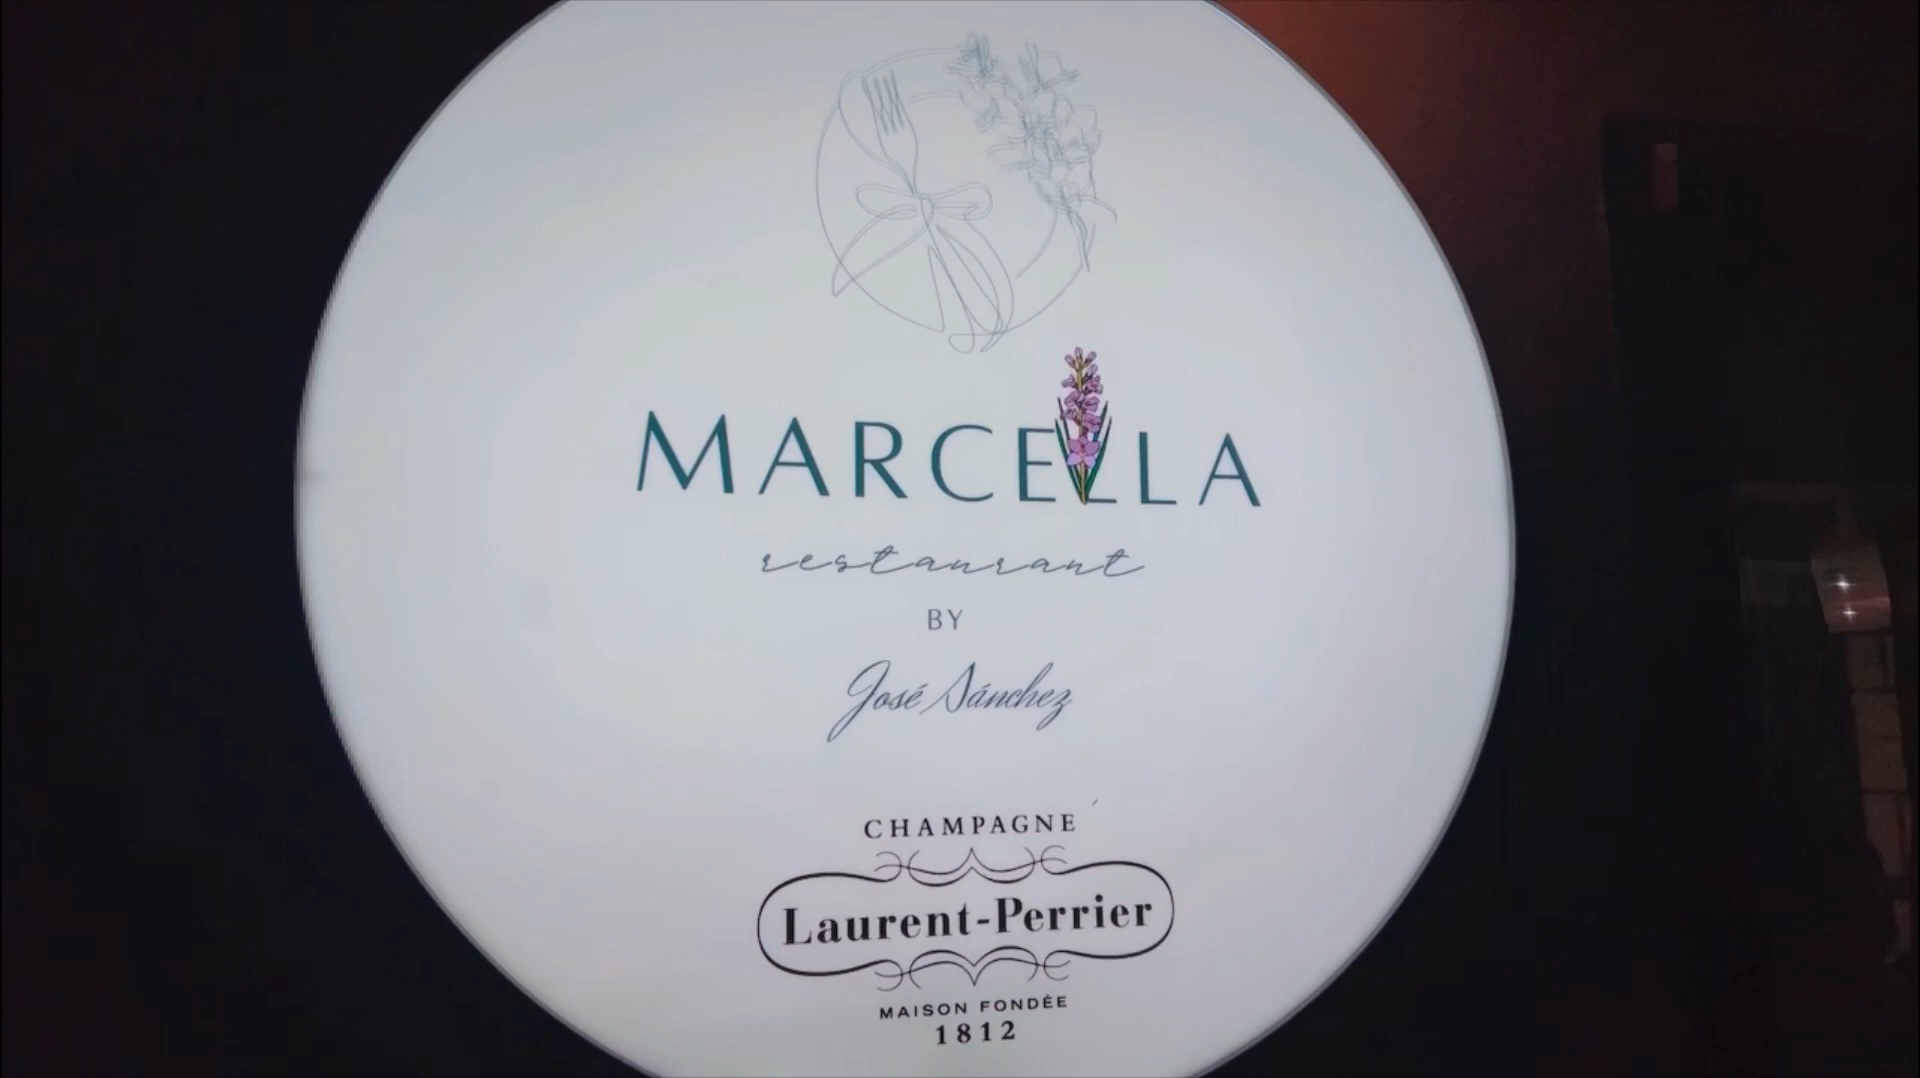 MARCELLA
restaurant
BY
José Sánchez
CHAMPAGNE
Laurent-Perrier
MAISON FONDÉE
1812